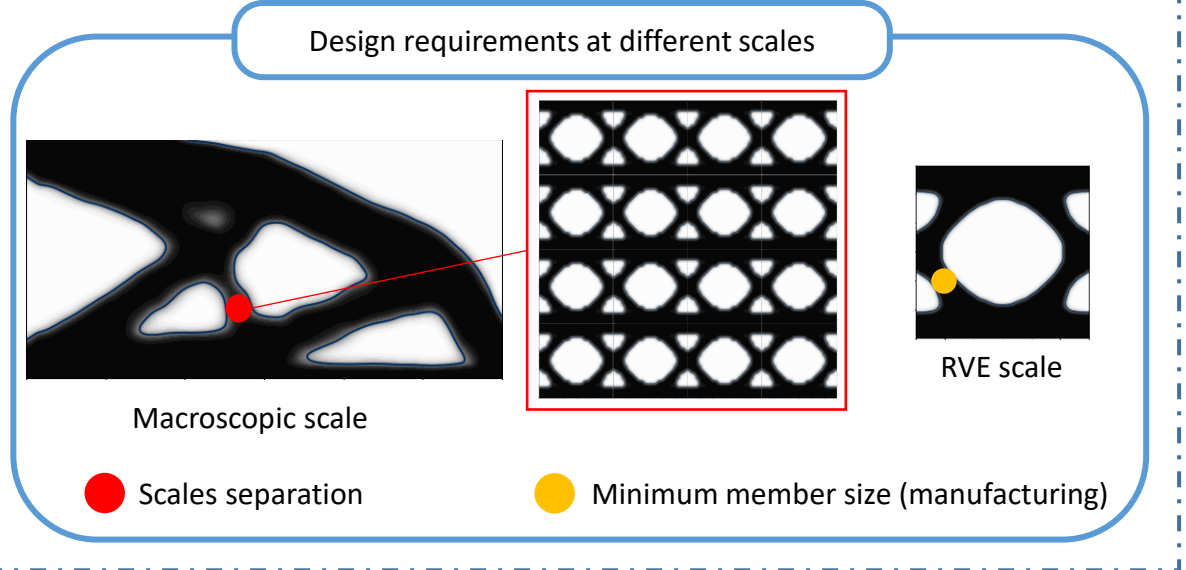 Design requirements at different scales
RVE scale
Macroscopic scale
Scales separation
Minimum member size (manufacturing)